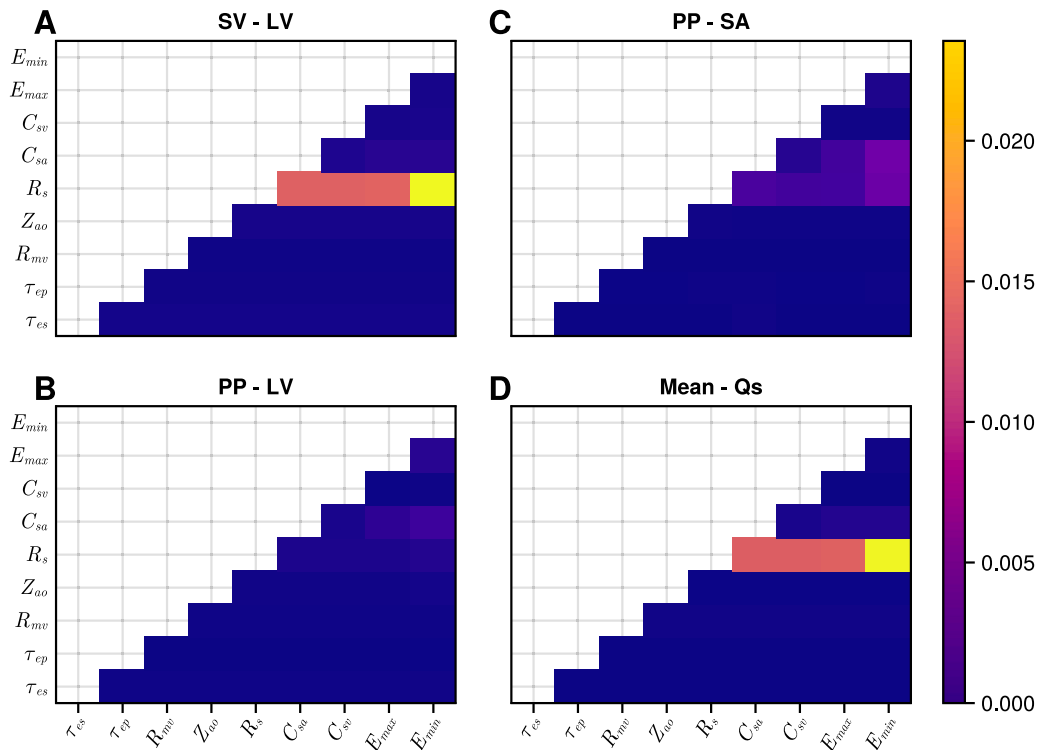 A
SV - LV
C
PP - SA
E_min
E_max
C_sv
C_sa
R_s
Z_ao
R_mv
τ_ep
τ_es
B
PP - LV
D
Mean - Qs
E_min
E_max
C_sv
C_sa
R_s
Z_ao
R_mv
τ_ep
τ_es
τ_es τ_ep R_mv Z_ao R_s C_sa C_sv E_max E_min
τ_es τ_ep R_mv Z_ao R_s C_sa C_sv E_max E_min
0.020
0.015
0.010
0.005
0.000